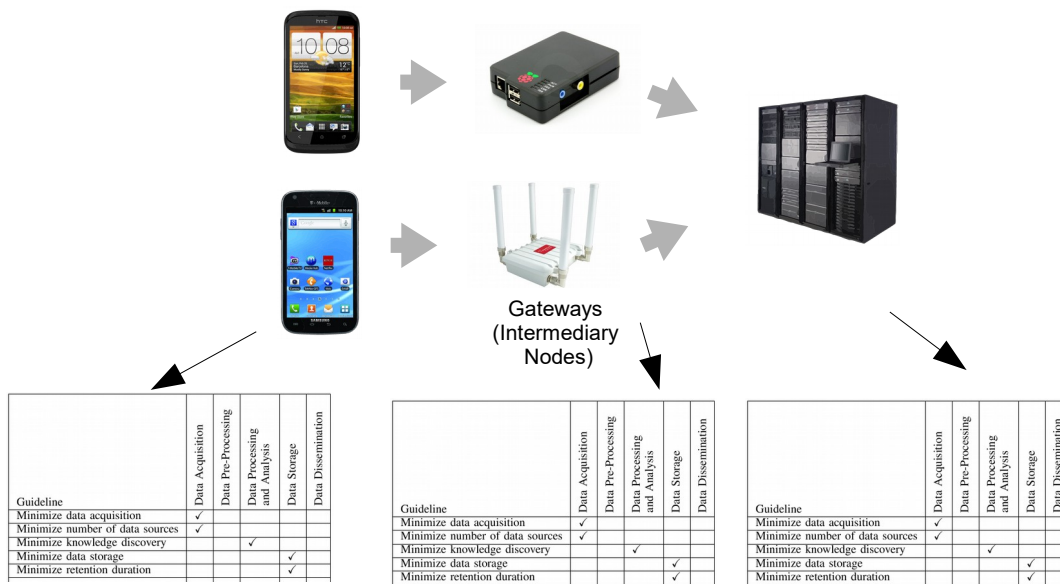 htc
10 08
T-Mobile
SAMSUNG
Gateways
(Intermediary
Nodes)
Guideline
Data Acquisition
Data Pre-Processing
Data Processing
and Analysis
Data Storage
Data Dissemination
Minimize data acquisition ✓
Minimize number of data sources ✓
Minimize knowledge discovery ✓
Minimize data storage ✓
Minimize retention duration ✓
Guideline
Data Acquisition
Data Pre-Processing
Data Processing
and Analysis
Data Storage
Data Dissemination
Minimize data acquisition ✓
Minimize number of data sources ✓
Minimize knowledge discovery ✓
Minimize data storage ✓
Minimize retention duration ✓
Guideline
Data Acquisition
Data Pre-Processing
Data Processing
and Analysis
Data Storage
Data Dissemination
Minimize data acquisition ✓
Minimize number of data sources ✓
Minimize knowledge discovery ✓
Minimize data storage ✓
Minimize retention duration ✓